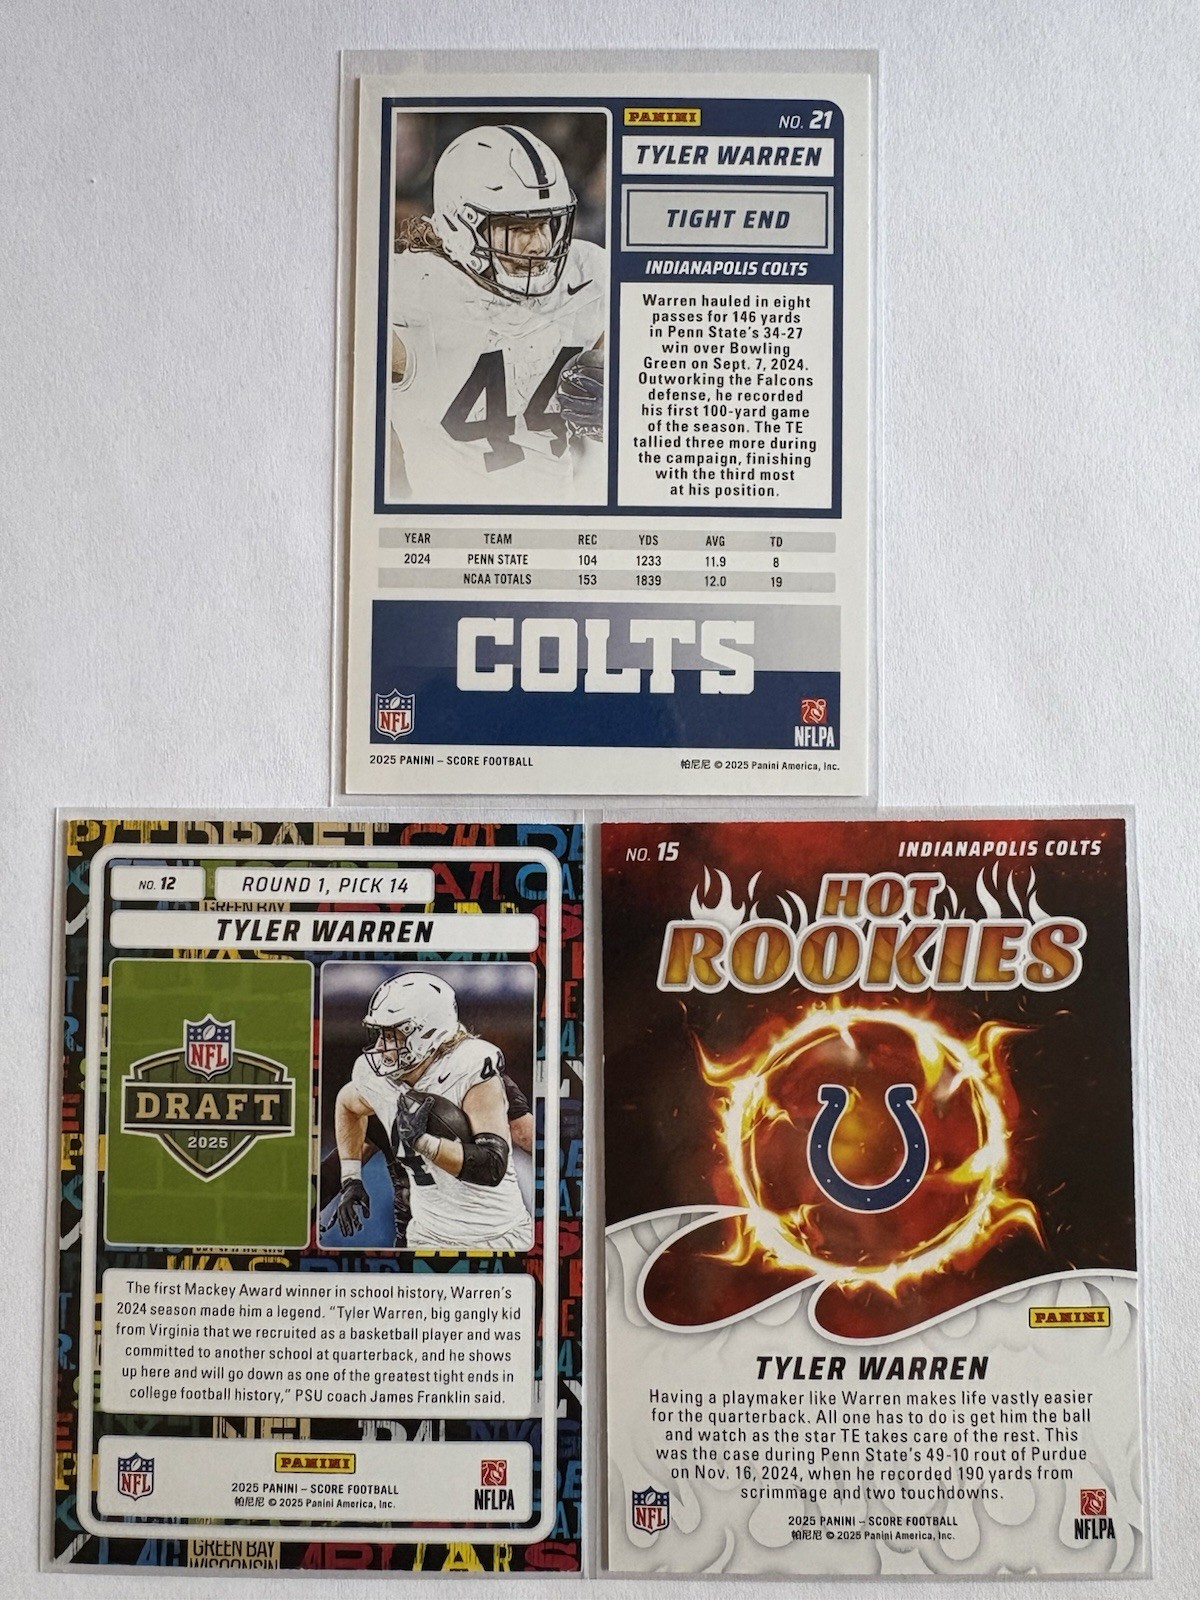 PANINI
NO. 21
TYLER WARREN
TIGHT END
INDIANAPOLIS COLTS
Warren hauled in eight
passes for 146 yards
in Penn State's 34-27
win over Bowling
Green on Sept. 7, 2024.
Outworking the Falcons
defense, he recorded
his first 100-yard game
of the season. The TE
tallied three more during
the campaign, finishing
with the third most
at his position.
44
YEAR TEAM REC YDS AVG TD
2024 PENN STATE 104 1233 11.9 8
NCAA TOTALS 153 1839 12.0 19
COLTS
NFL
NFLPA
2025 PANINI – SCORE FOOTBALL
帕尼尼 © 2025 Panini America, Inc.
NO. 12
ROUND 1, PICK 14
GREEN BAY
TYLER WARREN
NFL
DRAFT
2025
The first Mackey Award winner in school history, Warren's
2024 season made him a legend. "Tyler Warren, big gangly kid
from Virginia that we recruited as a basketball player and was
committed to another school at quarterback, and he shows
up here and will go down as one of the greatest tight ends in
college football history," PSU coach James Franklin said.
NFL
PANINI
2025 PANINI – SCORE FOOTBALL
帕尼尼 © 2025 Panini America, Inc.
NFLPA
GREEN BAY
WISCONSIN
NO. 15
INDIANAPOLIS COLTS
HOT
ROOKIES
PANINI
TYLER WARREN
Having a playmaker like Warren makes life vastly easier
for the quarterback. All one has to do is get him the ball
and watch as the star TE takes care of the rest. This
was the case during Penn State's 49-10 rout of Purdue
on Nov. 16, 2024, when he recorded 190 yards from
scrimmage and two touchdowns.
NFL
2025 PANINI – SCORE FOOTBALL
帕尼尼 © 2025 Panini America, Inc.
NFLPA